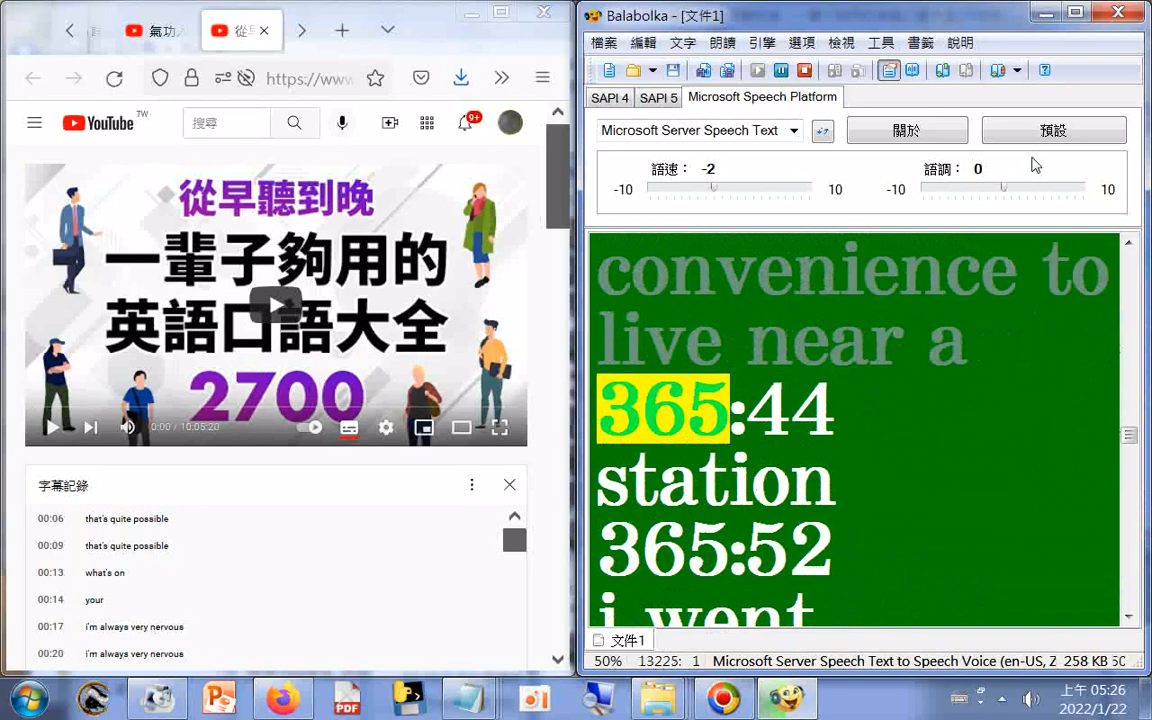 氣功
從
https://www
YouTube TW
搜尋
9+
從早聽到晚
一輩子夠用的
英語口語大全
2700
0:00 / 10:05:20
字幕記錄
00:06 that's quite possible
00:09 that's quite possible
00:13 what's on
00:14 your
00:17 i'm always very nervous
00:20 i'm always very nervous
Balabolka - [文件1]
檔案 編輯 文字 朗讀 引擎 選項 檢視 工具 書籤 說明
SAPI 4 SAPI 5 Microsoft Speech Platform
Microsoft Server Speech Text 關於 預設
語速： -2 語調： 0
-10 10 -10 10
convenience to
live near a
365:44
station
365:52
i went
文件1
50% 13225: 1 Microsoft Server Speech Text to Speech Voice (en-US, Z 258 KB
上午 05:26
2022/1/22